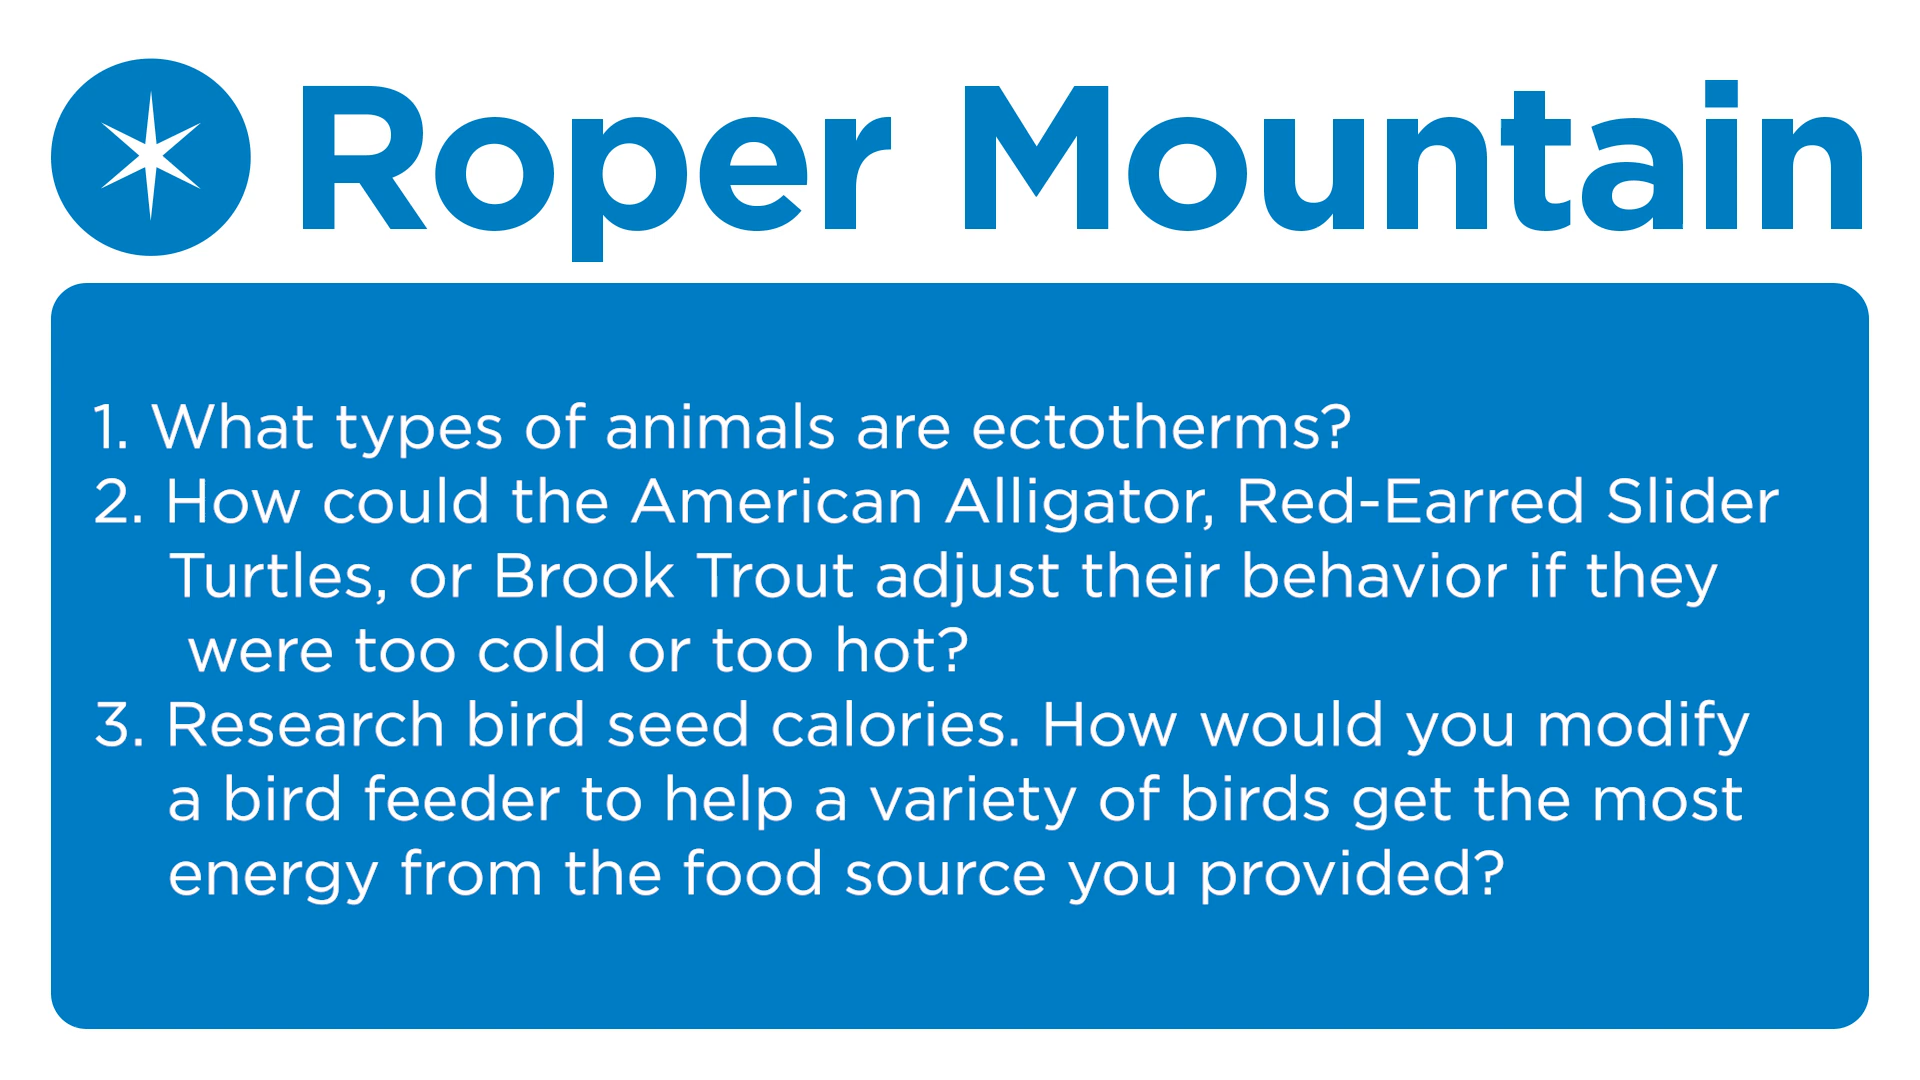 Roper Mountain
1. What types of animals are ectotherms?
2. How could the American Alligator, Red-Earred Slider
Turtles, or Brook Trout adjust their behavior if they
were too cold or too hot?
3. Research bird seed calories. How would you modify
a bird feeder to help a variety of birds get the most
energy from the food source you provided?